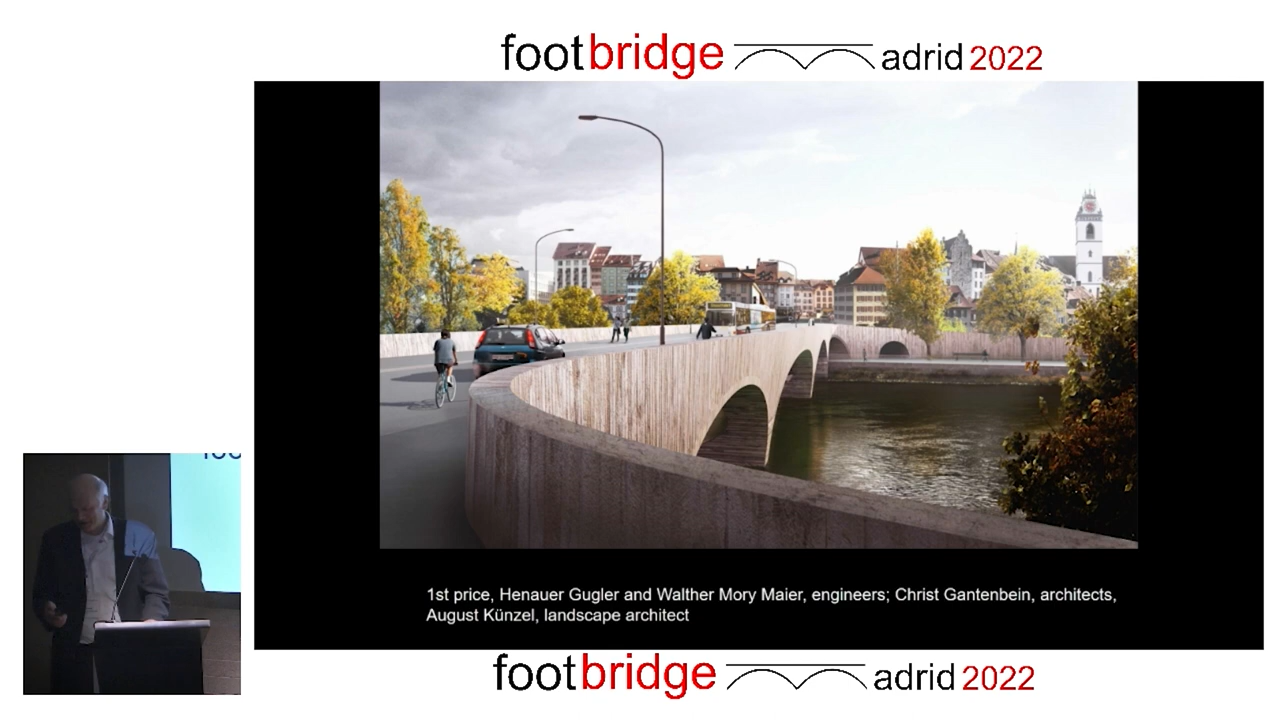 footbridge adrid 2022
1st price, Henauer Gugler and Walther Mory Maier, engineers; Christ Gantenbein, architects,
August Künzel, landscape architect
footbridge adrid 2022